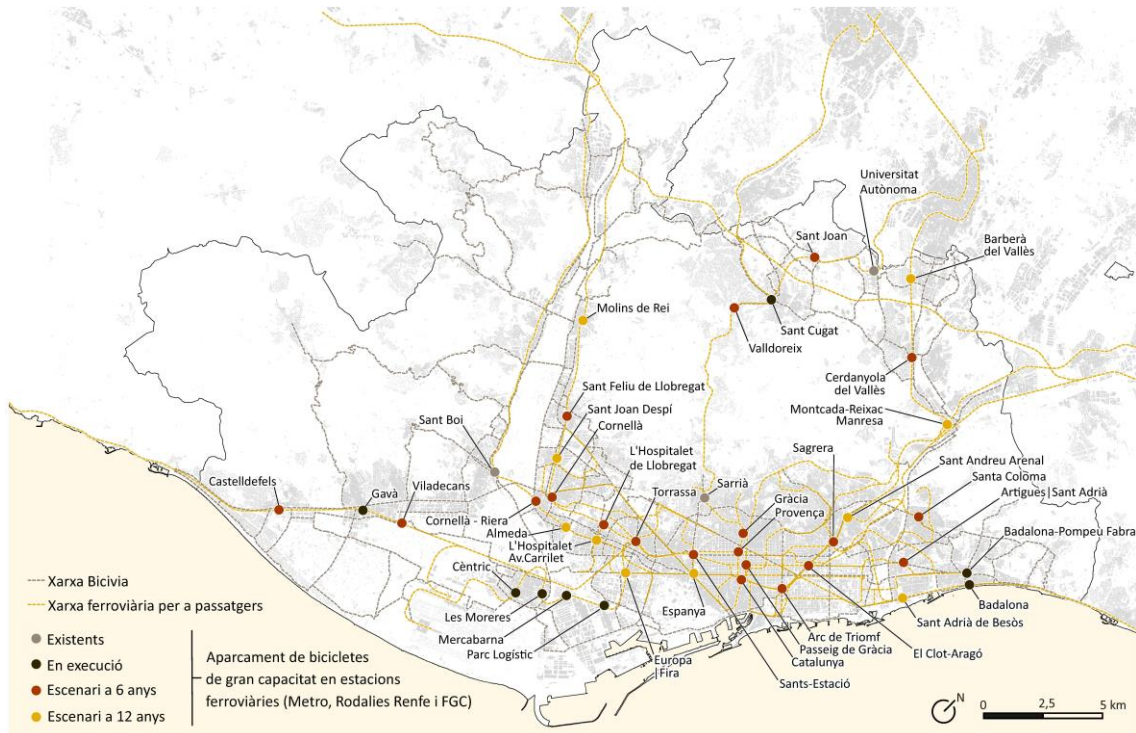 Universitat
Autònoma
Sant Joan
Barberà
del Vallès
Molins de Rei
Sant Cugat
Valldoreix
Cerdanyola
del Vallès
Sant Feliu de Llobregat
Sant Joan Despí
Cornellà
Montcada-Reixac
Manresa
Sant Boi
L'Hospitalet
de Llobregat
Sagrera
Sant Andreu Arenal
Santa Coloma
Artigues|Sant Adrià
Castelldefels
Gavà
Viladecans
Torrassa
Sarrià
Gràcia
Provença
Cornellà - Riera
Almeda
L'Hospitalet
Av.Carrilet
Badalona-Pompeu Fabra
Cèntric
Les Moreres
Mercabarna
Parc Logístic
Espanya
Badalona
Sant Adrià de Besòs
Europa
|Fira
Arc de Triomf
Passeig de Gràcia
Catalunya
El Clot-Aragó
Sants-Estació
Xarxa Bicivia
Xarxa ferroviària per a passatgers
Existents
En execució
Escenari a 6 anys
Escenari a 12 anys
Aparcament de bicicletes
de gran capacitat en estacions
ferroviàries (Metro, Rodalies Renfe i FGC)
N
0 2,5 5 km